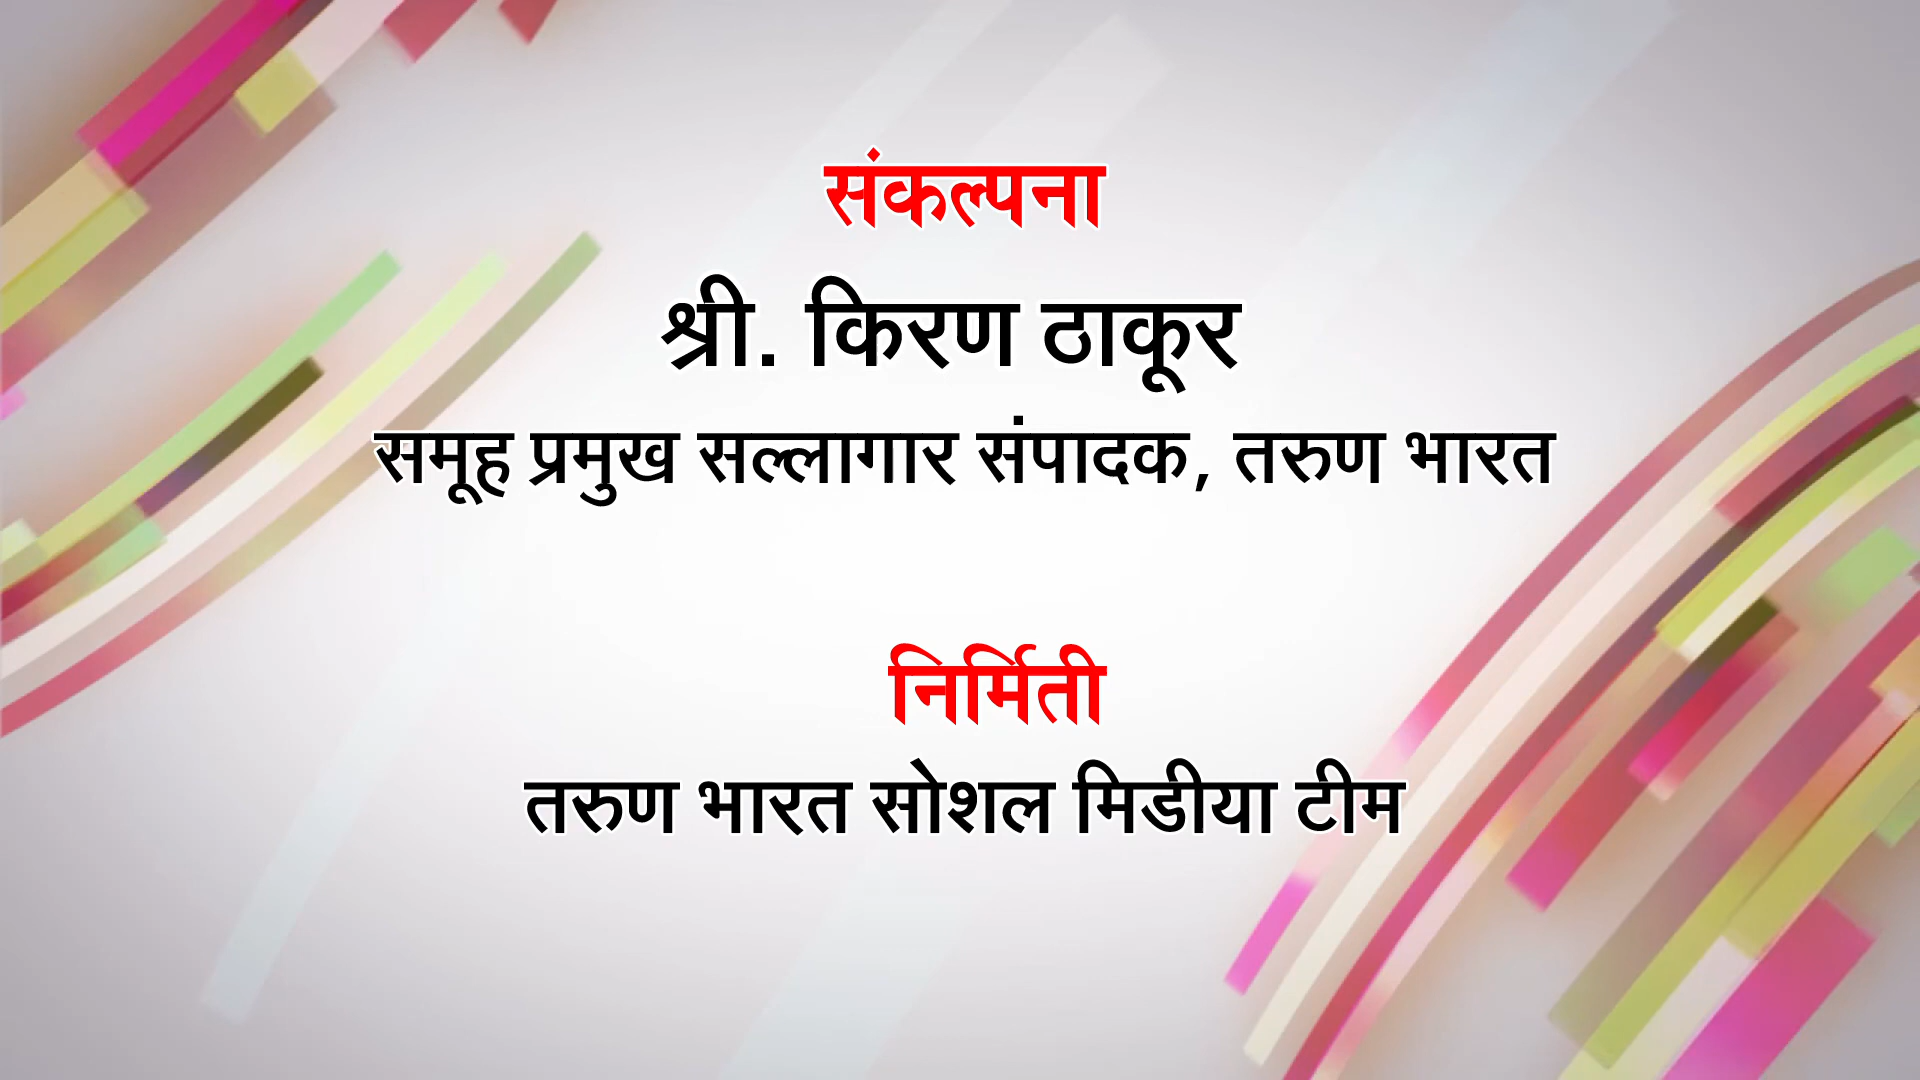 संकल्पना
श्री. किरण ठाकूर
समूह प्रमुख सल्लागार संपादक, तरुण भारत
निर्मिती
तरुण भारत सोशल मिडीया टीम